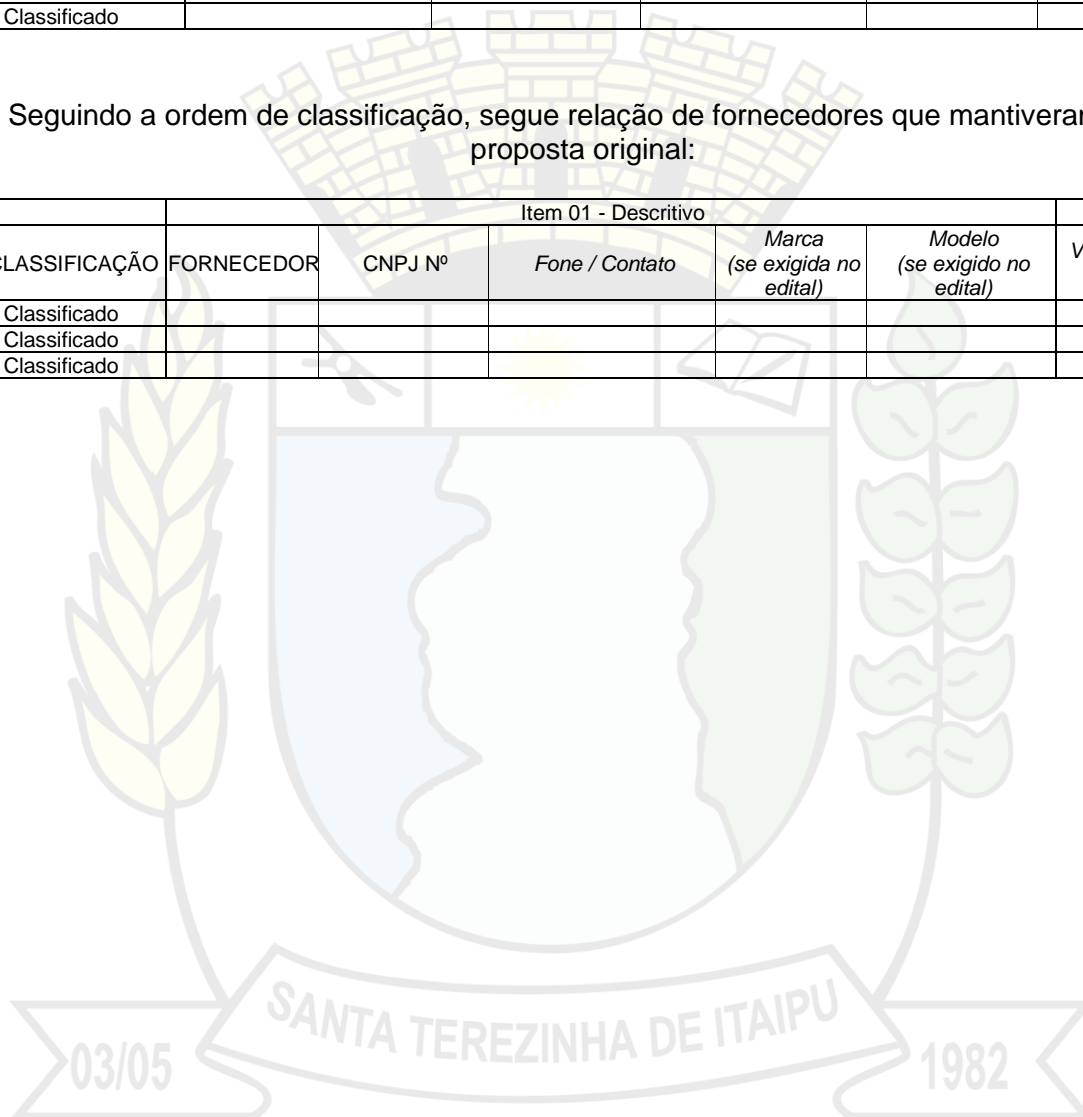 Classificado
Seguindo a ordem de classificação, segue relação de fornecedores que mantiveram
proposta original:
Item 01 - Descritivo
CLASSIFICAÇÃO FORNECEDOR CNPJ Nº Fone / Contato Marca (se exigida no edital) Modelo (se exigido no edital)
Classificado
Classificado
Classificado
SANTA TEREZINHA DE ITAIPU
03/05 1982